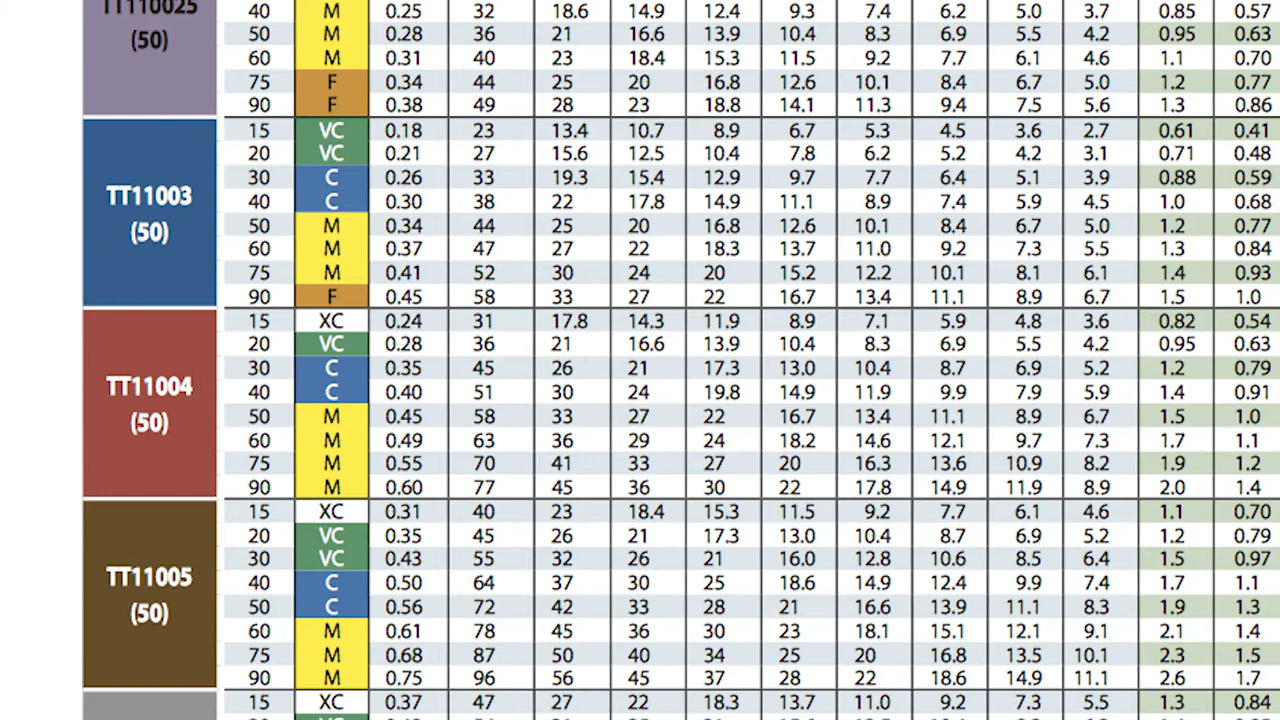 TT110025
(50)
40 M 0.25 32 18.6 14.9 12.4 9.3 7.4 6.2 5.0 3.7 0.85 0.57
50 M 0.28 36 21 16.6 13.9 10.4 8.3 6.9 5.5 4.2 0.95 0.63
60 M 0.31 40 23 18.4 15.3 11.5 9.2 7.7 6.1 4.6 1.1 0.70
75 F 0.34 44 25 20 16.8 12.6 10.1 8.4 6.7 5.0 1.2 0.77
90 F 0.38 49 28 23 18.8 14.1 11.3 9.4 7.5 5.6 1.3 0.86
TT11003
(50)
15 VC 0.18 23 13.4 10.7 8.9 6.7 5.3 4.5 3.6 2.7 0.61 0.41
20 VC 0.21 27 15.6 12.5 10.4 7.8 6.2 5.2 4.2 3.1 0.71 0.48
30 C 0.26 33 19.3 15.4 12.9 9.7 7.7 6.4 5.1 3.9 0.88 0.59
40 C 0.30 38 22 17.8 14.9 11.1 8.9 7.4 5.9 4.5 1.0 0.68
50 M 0.34 44 25 20 16.8 12.6 10.1 8.4 6.7 5.0 1.2 0.77
60 M 0.37 47 27 22 18.3 13.7 11.0 9.2 7.3 5.5 1.3 0.84
75 M 0.41 52 30 24 20 15.2 12.2 10.1 8.1 6.1 1.4 0.93
90 F 0.45 58 33 27 22 16.7 13.4 11.1 8.9 6.7 1.5 1.0
TT11004
(50)
15 XC 0.24 31 17.8 14.3 11.9 8.9 7.1 5.9 4.8 3.6 0.82 0.54
20 VC 0.28 36 21 16.6 13.9 10.4 8.3 6.9 5.5 4.2 0.95 0.63
30 C 0.35 45 26 21 17.3 13.0 10.4 8.7 6.9 5.2 1.2 0.79
40 C 0.40 51 30 24 19.8 14.9 11.9 9.9 7.9 5.9 1.4 0.91
50 M 0.45 58 33 27 22 16.7 13.4 11.1 8.9 6.7 1.5 1.0
60 M 0.49 63 36 29 24 18.2 14.6 12.1 9.7 7.3 1.7 1.1
75 M 0.55 70 41 33 27 20 16.3 13.6 10.9 8.2 1.9 1.2
90 M 0.60 77 45 36 30 22 17.8 14.9 11.9 8.9 2.0 1.4
TT11005
(50)
15 XC 0.31 40 23 18.4 15.3 11.5 9.2 7.7 6.1 4.6 1.1 0.70
20 VC 0.35 45 26 21 17.3 13.0 10.4 8.7 6.9 5.2 1.2 0.79
30 VC 0.43 55 32 26 21 16.0 12.8 10.6 8.5 6.4 1.5 0.97
40 C 0.50 64 37 30 25 18.6 14.9 12.4 9.9 7.4 1.7 1.1
50 C 0.56 72 42 33 28 21 16.6 13.9 11.1 8.3 1.9 1.3
60 M 0.61 78 45 36 30 23 18.1 15.1 12.1 9.1 2.1 1.4
75 M 0.68 87 50 40 34 25 20 16.8 13.5 10.1 2.3 1.5
90 M 0.75 96 56 45 37 28 22 18.6 14.9 11.1 2.6 1.7
15 XC 0.37 47 27 22 18.3 13.7 11.0 9.2 7.3 5.5 1.3 0.84